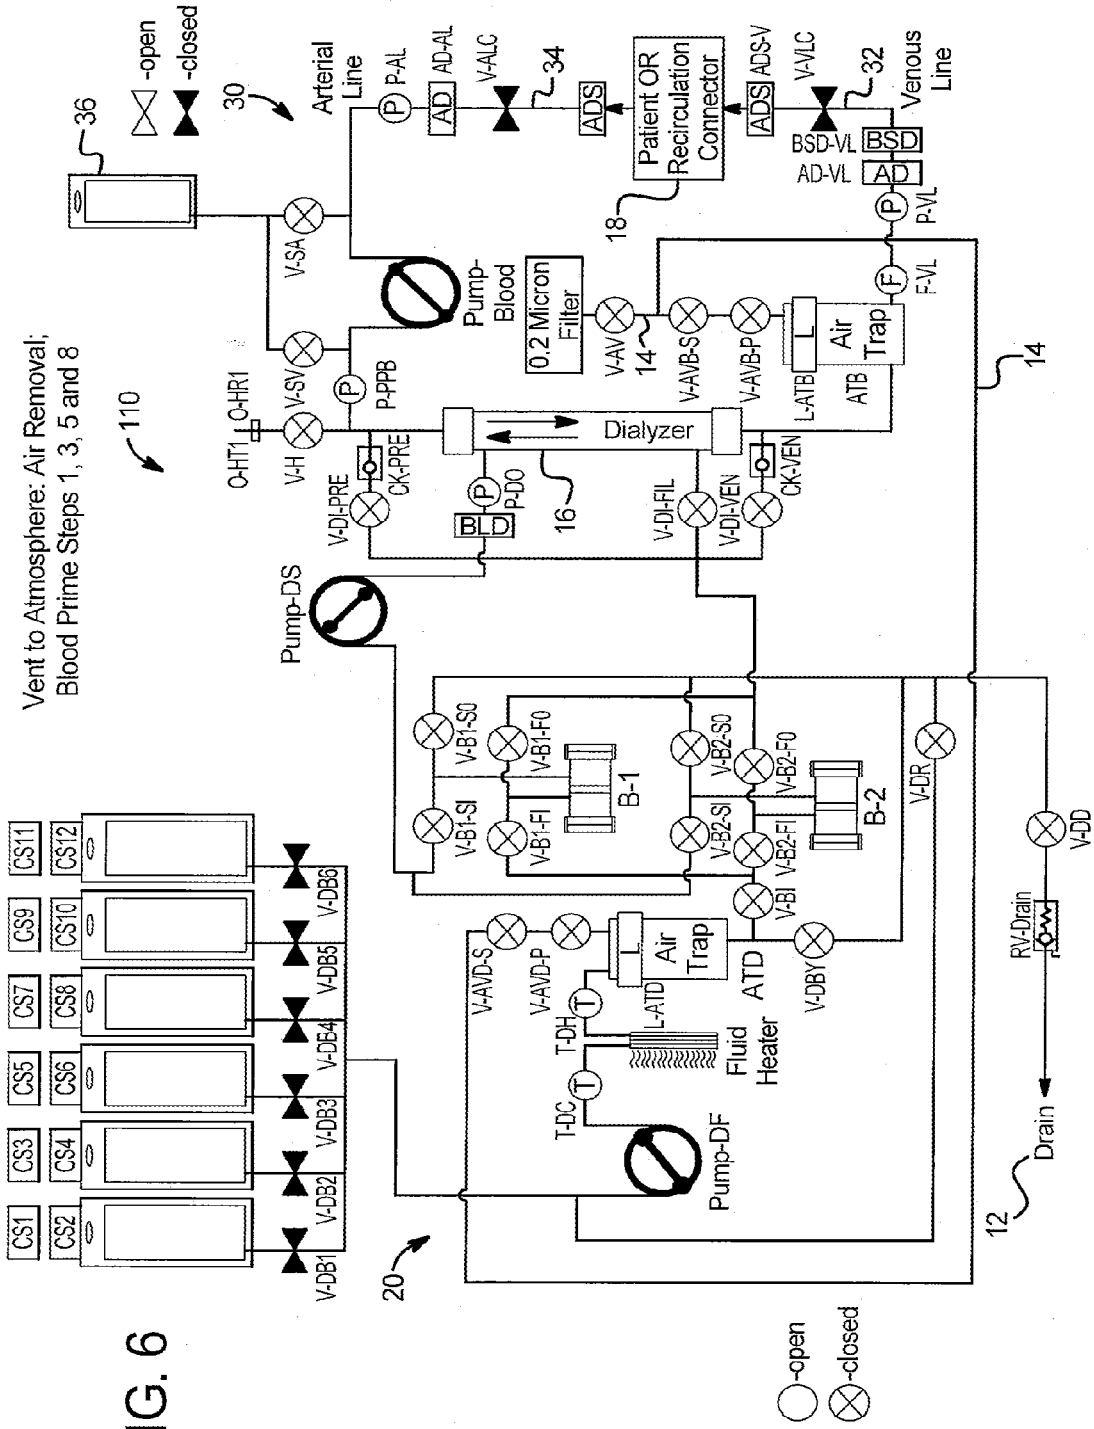 FIG. 6
Vent to Atmosphere: Air Removal;
Blood Prime Steps 1, 3, 5 and 8
110
-open
-closed
36
30
CS1
CS2
CS3
CS4
CS5
CS6
CS7
CS8
CS9
CS10
CS11
CS12
V-DB1
V-DB2
V-DB3
V-DB4
V-DB5
V-DB6
20
Pump-DS
O-HT1
O-HR1
V-H
V-SV
V-SA
Arterial
Line
P-AL
AD-AL
V-ALC
34
P
AD
ADS
P
P-PPB
Pump-
Blood
V-DI-PRE
CK-PRE
BLD
P
P-DO
16
Dialyzer
0.2 Micron
Filter
V-AV
14
V-AVB-S
V-AVB-P
L
Air
Trap
L-ATB
ATB
18
Patient OR
Recirculation
Connector
ADS
ADS-V
V-VLC
32
Venous
Line
BSD-VL
BSD
AD-VL
AD
P
P-VL
F
F-VL
V-DI-FIL
V-DI-VEN
CK-VEN
14
V-B1-SI
V-B1-S0
V-B1-FI
V-B1-F0
B-1
V-B2-SI
V-B2-S0
V-B2-FI
V-B2-F0
B-2
V-BI
V-AVD-S
V-AVD-P
T-DH
T
T-DC
T
L
Air
Trap
L-ATD
ATD
Fluid
Heater
Pump-DF
V-DBY
V-DR
V-DD
RV-Drain
Drain
12
-open
-closed